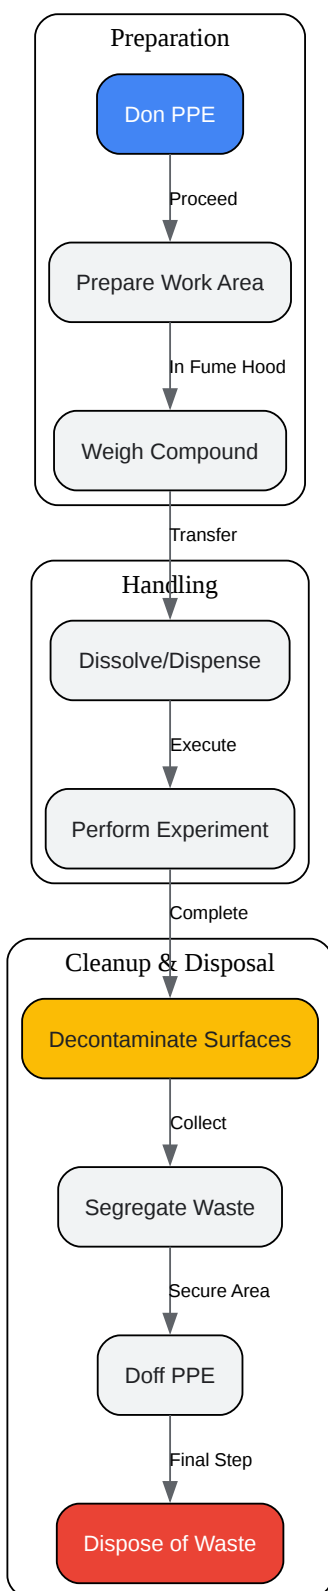 Preparation
Don PPE
Proceed
Prepare Work Area
In Fume Hood
Weigh Compound
Transfer
Handling
Dissolve/Dispense
Execute
Perform Experiment
Complete
Cleanup & Disposal
Decontaminate Surfaces
Collect
Segregate Waste
Secure Area
Doff PPE
Final Step
Dispose of Waste